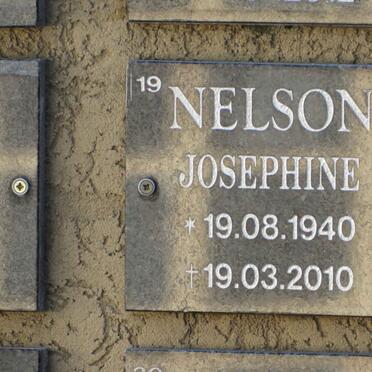 19
NELSON
JOSEPHINE
* 19.08.1940
† 19.03.2010